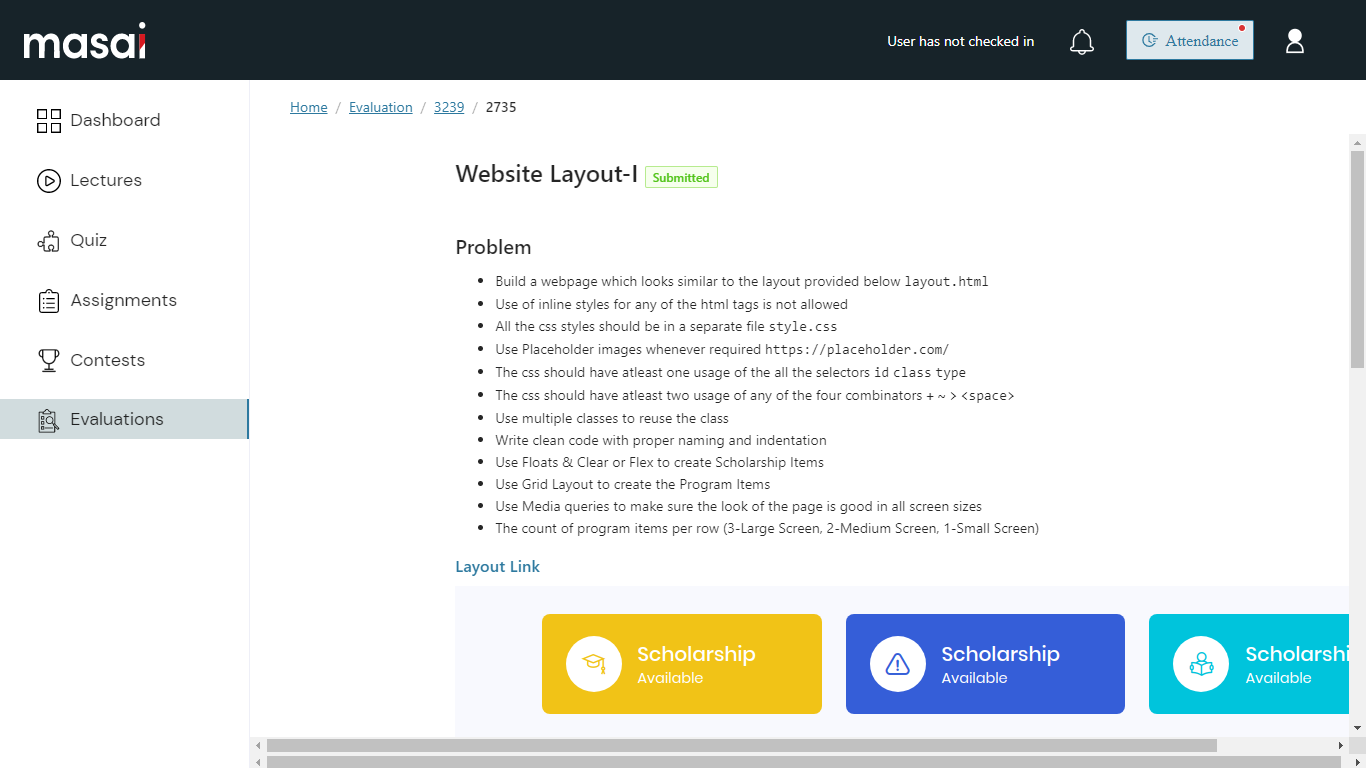 masai
User has not checked in
Attendance
Dashboard
Lectures
Quiz
Assignments
Contests
Evaluations
Home / Evaluation / 3239 / 2735
Website Layout-I Submitted
Problem
Build a webpage which looks similar to the layout provided below layout.html
Use of inline styles for any of the html tags is not allowed
All the css styles should be in a separate file style.css
Use Placeholder images whenever required https://placeholder.com/
The css should have atleast one usage of the all the selectors id class type
The css should have atleast two usage of any of the four combinators + ~ > <space>
Use multiple classes to reuse the class
Write clean code with proper naming and indentation
Use Floats & Clear or Flex to create Scholarship Items
Use Grid Layout to create the Program Items
Use Media queries to make sure the look of the page is good in all screen sizes
The count of program items per row (3-Large Screen, 2-Medium Screen, 1-Small Screen)
Layout Link
Scholarship
Available
Scholarship
Available
Scholarshi
Available